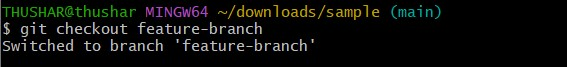 THUSHAR@thushar MINGW64 ~/downloads/sample (main)
$ git checkout feature-branch
Switched to branch 'feature-branch'